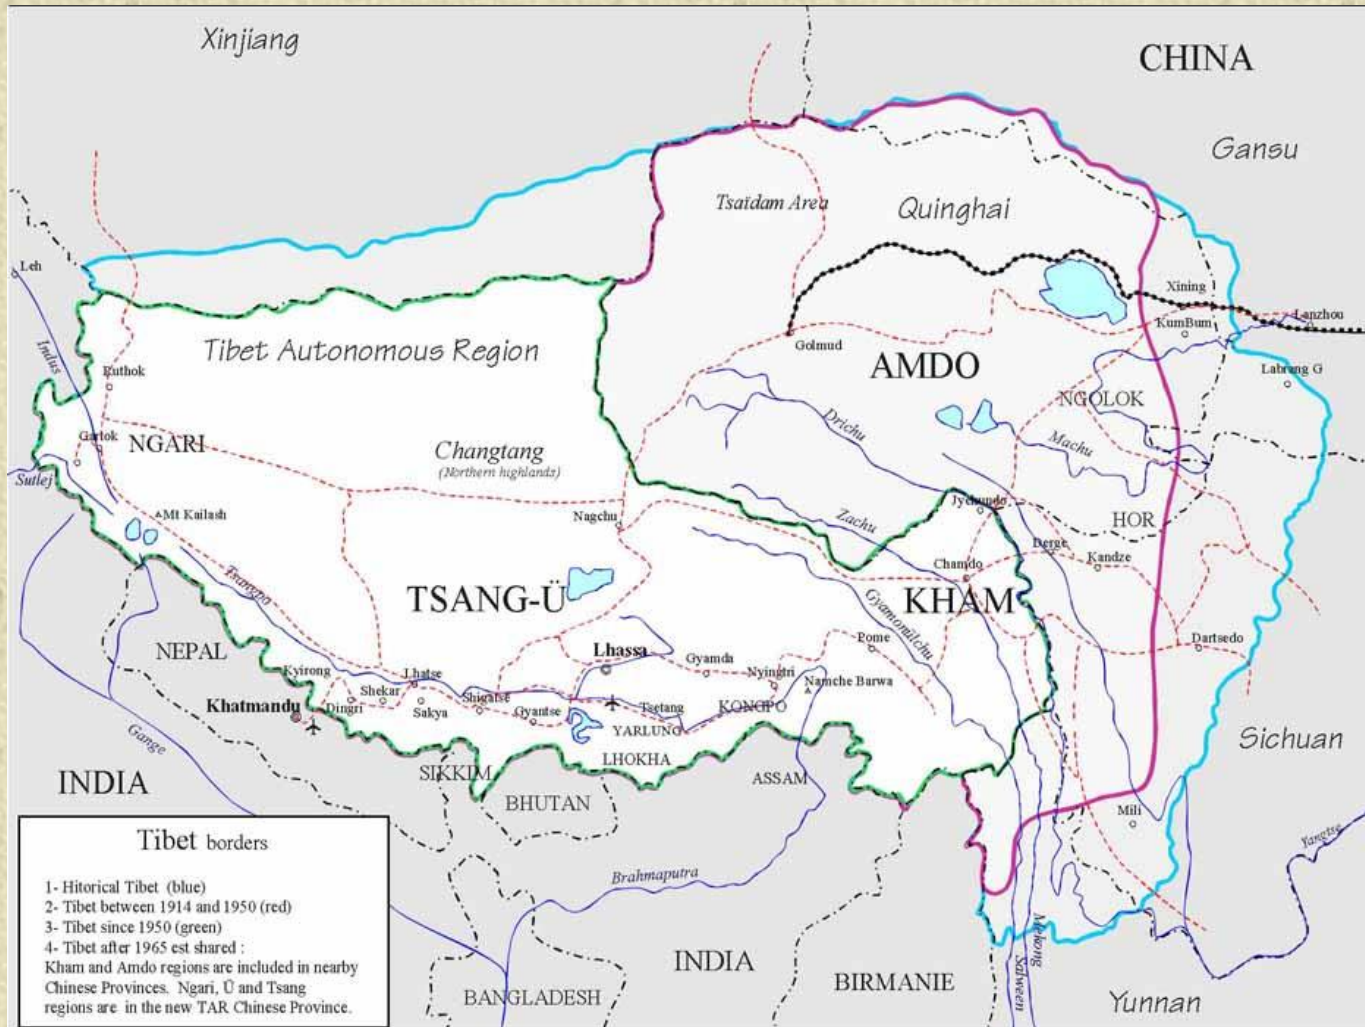 Xinjiang
CHINA
Gansu
Tsaïdam Area
Quinghai
Leh
Xining
Lanzhou
KumBum
Tibet Autonomous Region
Golmud
Indus
Ruthok
AMDO
Labrang G
NGOLOK
Drichu
Garlok
NGARI
Changtang
(Northern highlands)
Machu
Sutlej
Mt Kailash
Nagchu
Zachu
Jyekundo
HOR
Derge
Kandze
Chamdo
Tsangpo
TSANG-Ü
KHAM
Gyamomülchu
Pome
Dartsedo
NEPAL
Lhassa
Gyamda
Kyirong
Lhatse
Nyingtri
Namche Barwa
Shekar
Shigatse
Khatmandu
Dingri
Sakya
Gyantse
Tsetang
KONGPO
YARLUNG
Gange
Sichuan
SIKKIM
LHOKHA
INDIA
BHUTAN
ASSAM
Mili
Yangtse
Tibet borders
1- Hitorical Tibet (blue)
2- Tibet between 1914 and 1950 (red)
3- Tibet since 1950 (green)
4- Tibet after 1965 est shared :
Kham and Amdo regions are included in nearby
Chinese Provinces. Ngari, Ü and Tsang
regions are in the new TAR Chinese Province.
Brahmaputra
INDIA
BIRMANIE
Mekong
Salween
BANGLADESH
Yunnan